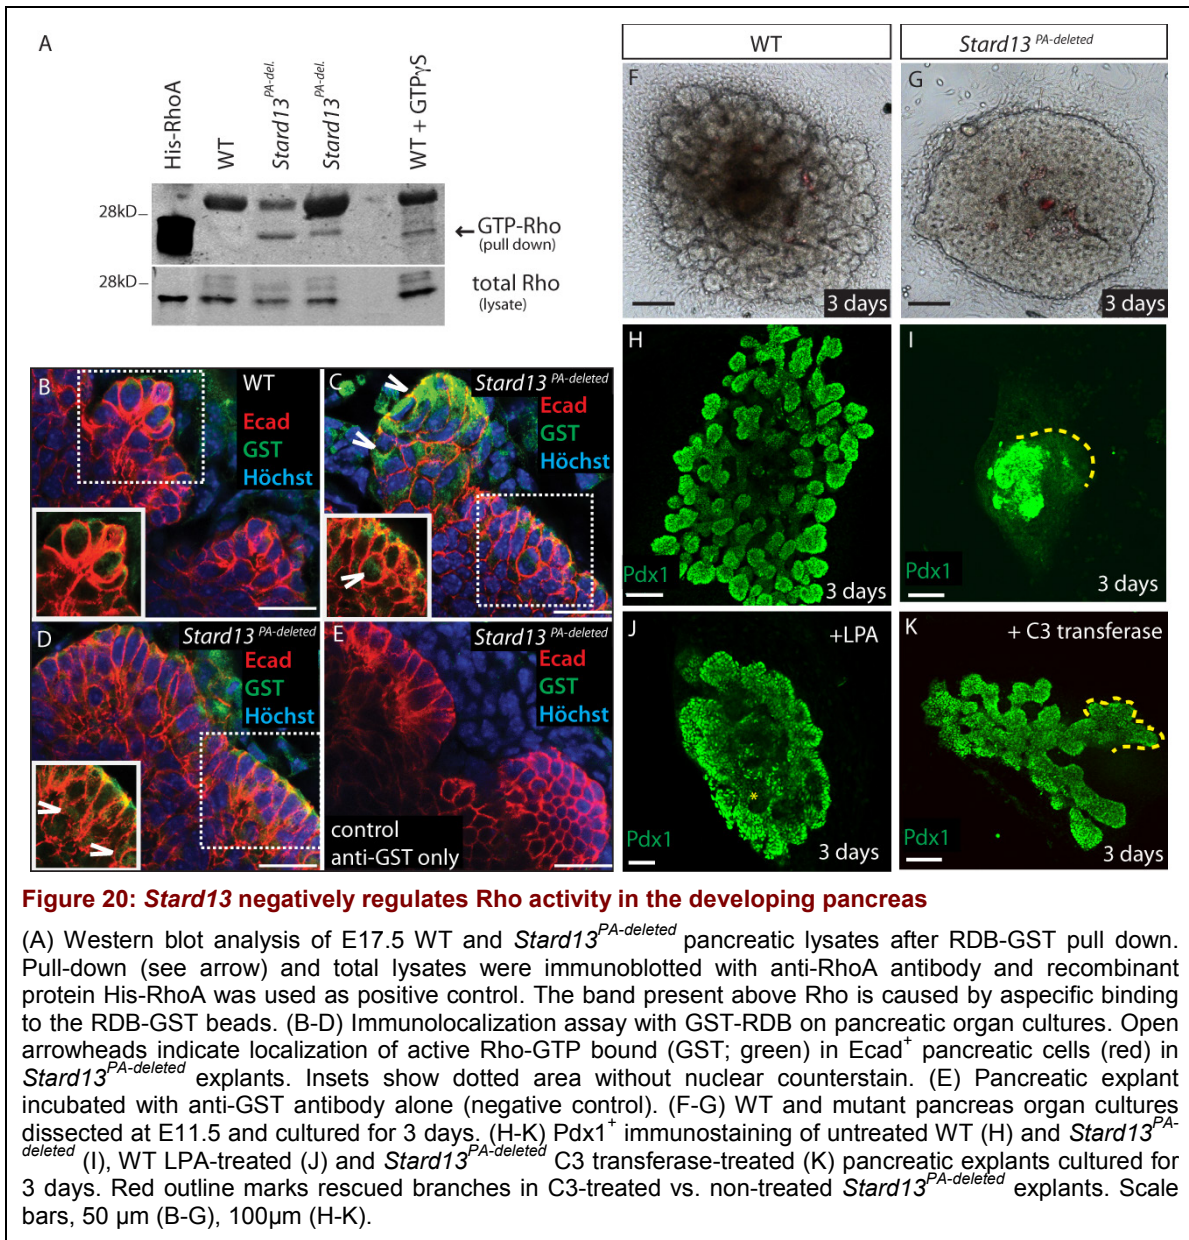 A
His-RhoA
WT
Stard13 PA-del.
Stard13 PA-del.
WT + GTPγS
28kD
GTP-Rho
(pull down)
28kD
total Rho
(lysate)
WT
Stard13 PA-deleted
F
3 days
G
3 days
B
WT
Ecad
GST
Höchst
C
Stard13 PA-deleted
Ecad
GST
Höchst
D
Stard13 PA-deleted
Ecad
GST
Höchst
E
Stard13 PA-deleted
Ecad
GST
Höchst
control
anti-GST only
H
Pdx1
3 days
I
Pdx1
3 days
J
+LPA
*
Pdx1
3 days
K
+ C3 transferase
Pdx1
3 days
Figure 20: Stard13 negatively regulates Rho activity in the developing pancreas
(A) Western blot analysis of E17.5 WT and Stard13PA-deleted pancreatic lysates after RDB-GST pull down.
Pull-down (see arrow) and total lysates were immunoblotted with anti-RhoA antibody and recombinant
protein His-RhoA was used as positive control. The band present above Rho is caused by aspecific binding
to the RDB-GST beads. (B-D) Immunolocalization assay with GST-RDB on pancreatic organ cultures. Open
arrowheads indicate localization of active Rho-GTP bound (GST; green) in Ecad+ pancreatic cells (red) in
Stard13PA-deleted explants. Insets show dotted area without nuclear counterstain. (E) Pancreatic explant
incubated with anti-GST antibody alone (negative control). (F-G) WT and mutant pancreas organ cultures
dissected at E11.5 and cultured for 3 days. (H-K) Pdx1+ immunostaining of untreated WT (H) and Stard13PA-
deleted (I), WT LPA-treated (J) and Stard13PA-deleted C3 transferase-treated (K) pancreatic explants cultured for
3 days. Red outline marks rescued branches in C3-treated vs. non-treated Stard13PA-deleted explants. Scale
bars, 50 µm (B-G), 100µm (H-K).